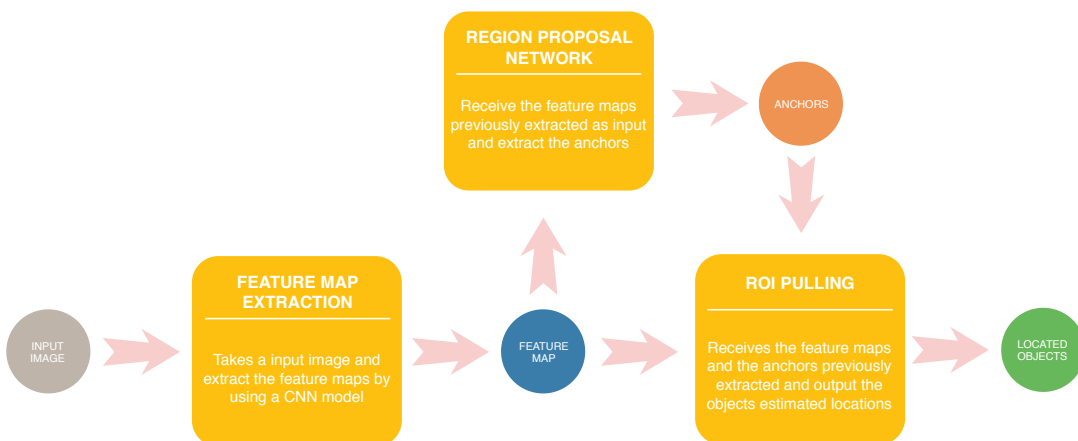 REGION PROPOSAL
NETWORK
Receive the feature maps
previously extracted as input
and extract the anchors
ANCHORS
FEATURE MAP
EXTRACTION
Takes a input image and
extract the feature maps by
using a CNN model
ROI PULLING
Receives the feature maps
and the anchors previously
extracted and output the
objects estimated locations
INPUT
IMAGE
FEATURE
MAP
LOCATED
OBJECTS